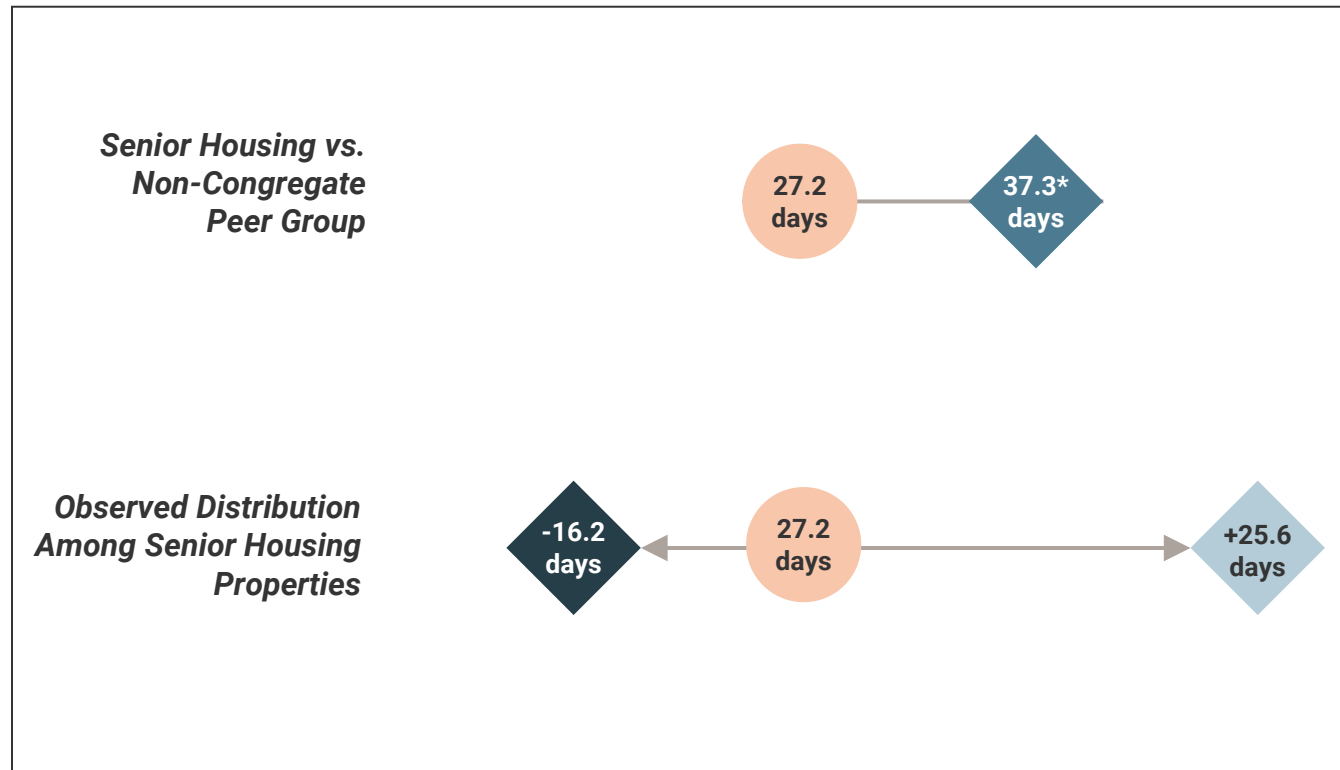 Senior Housing vs.
Non-Congregate
Peer Group
27.2
days
37.3*
days
Observed Distribution
Among Senior Housing
Properties
-16.2
days
27.2
days
+25.6
days